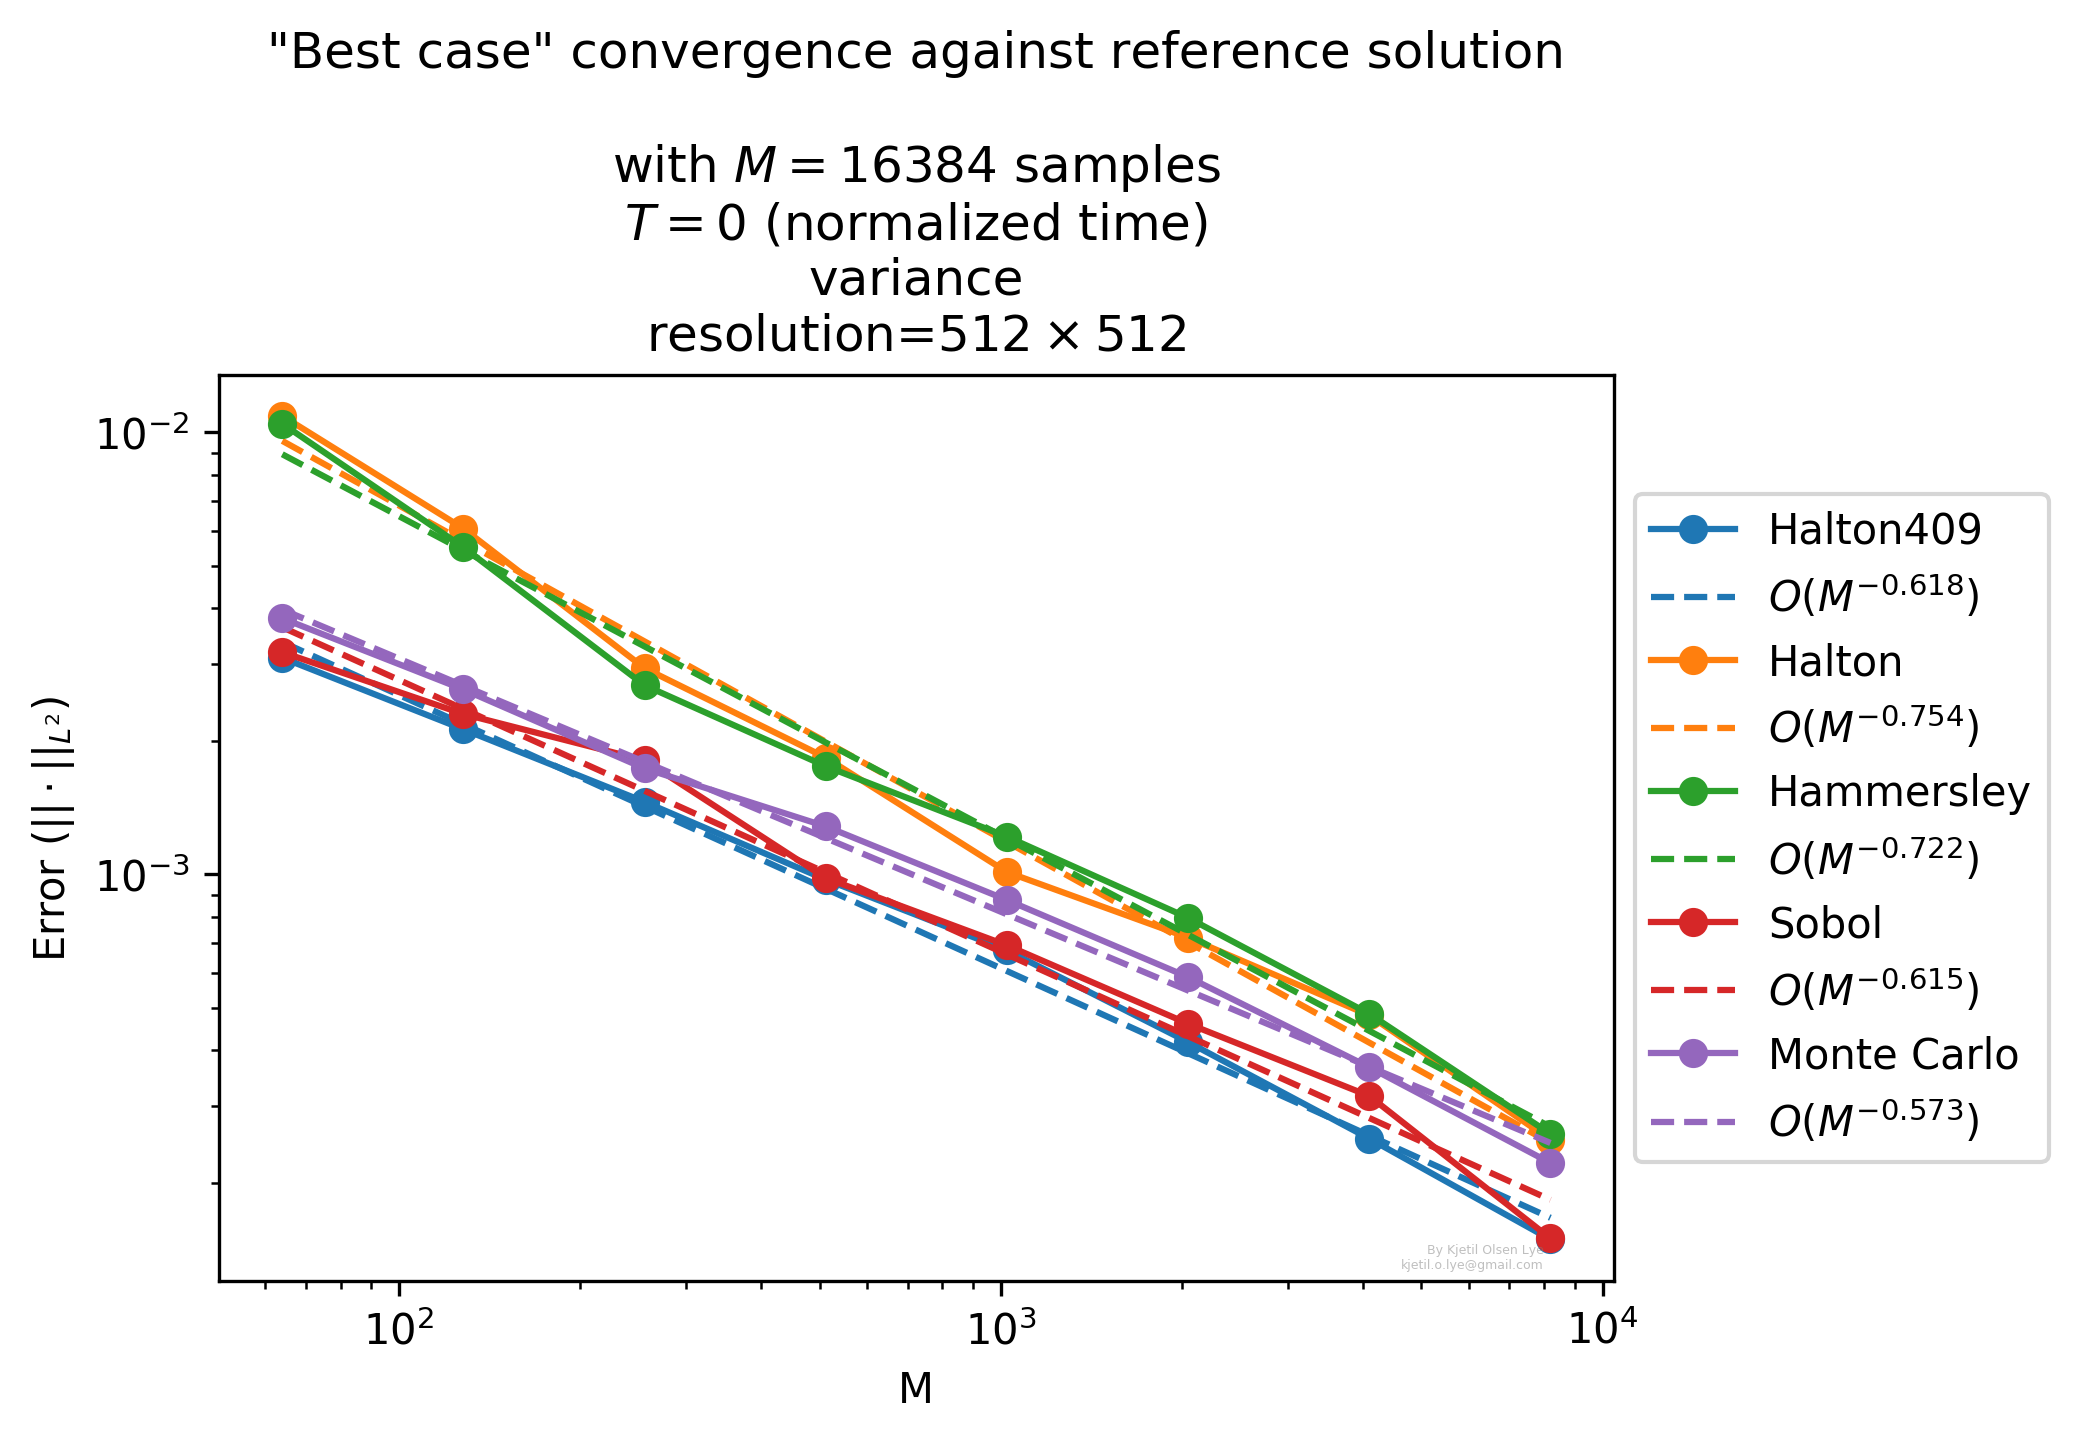 "Best case" convergence against reference solution
with M = 16384 samples
T = 0 (normalized time)
variance
resolution=512 × 512
Error (||·||_{L^2})
10^{-2}
10^{-3}
10^2
10^3
10^4
M
Halton409
O(M^{-0.618})
Halton
O(M^{-0.754})
Hammersley
O(M^{-0.722})
Sobol
O(M^{-0.615})
Monte Carlo
O(M^{-0.573})
By Kjetil Olsen Lye
kjetil.o.lye@gmail.com